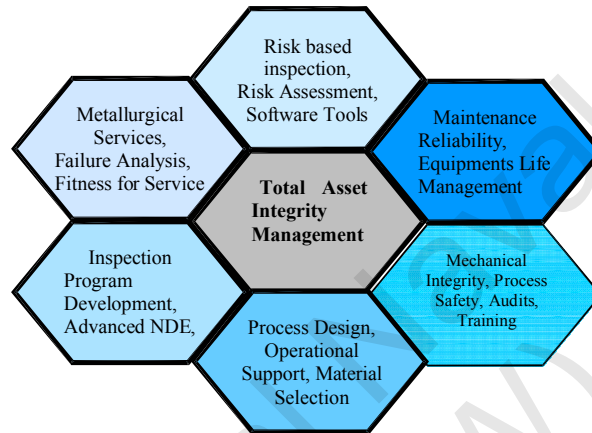 Risk based
inspection,
Risk Assessment,
Software Tools
Metallurgical
Services,
Failure Analysis,
Fitness for Service
Maintenance
Reliability,
Equipments Life
Management
Total Asset
Integrity
Management
Inspection
Program
Development,
Advanced NDE,
Mechanical
Integrity, Process
Safety, Audits,
Training
Process Design,
Operational
Support, Material
Selection